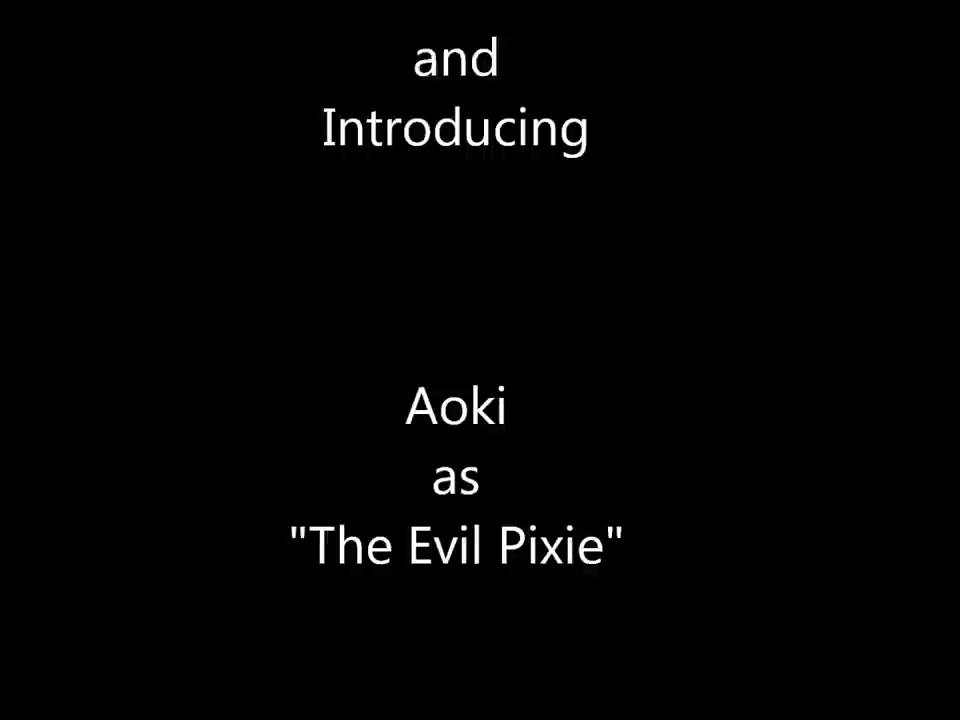 and
Introducing
Aoki
as
"The Evil Pixie"